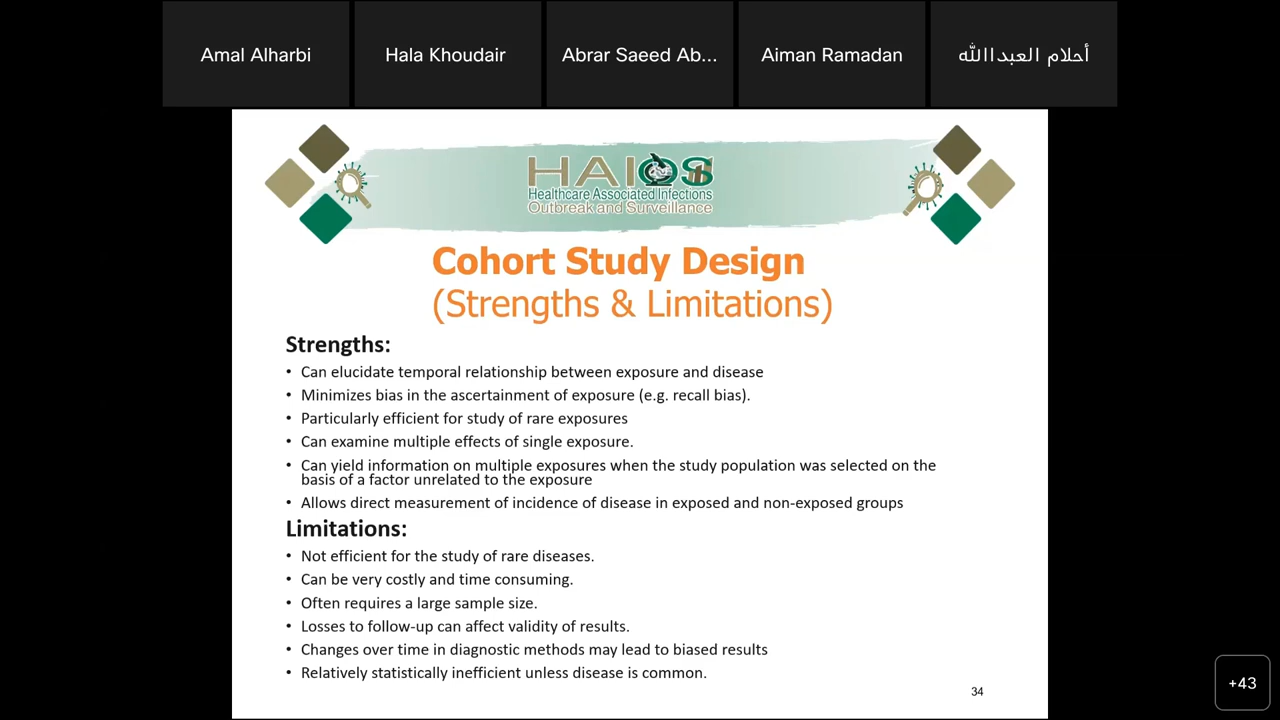 Amal Alharbi
Hala Khoudair
Abrar Saeed Ab...
Aiman Ramadan
أحلام العبداالله
HAIOS
Healthcare Associated Infections
Outbreak and Surveillance
Cohort Study Design
(Strengths & Limitations)
Strengths:
• Can elucidate temporal relationship between exposure and disease
• Minimizes bias in the ascertainment of exposure (e.g. recall bias).
• Particularly efficient for study of rare exposures
• Can examine multiple effects of single exposure.
• Can yield information on multiple exposures when the study population was selected on the
basis of a factor unrelated to the exposure
• Allows direct measurement of incidence of disease in exposed and non-exposed groups
Limitations:
• Not efficient for the study of rare diseases.
• Can be very costly and time consuming.
• Often requires a large sample size.
• Losses to follow-up can affect validity of results.
• Changes over time in diagnostic methods may lead to biased results
• Relatively statistically inefficient unless disease is common.
34
+43